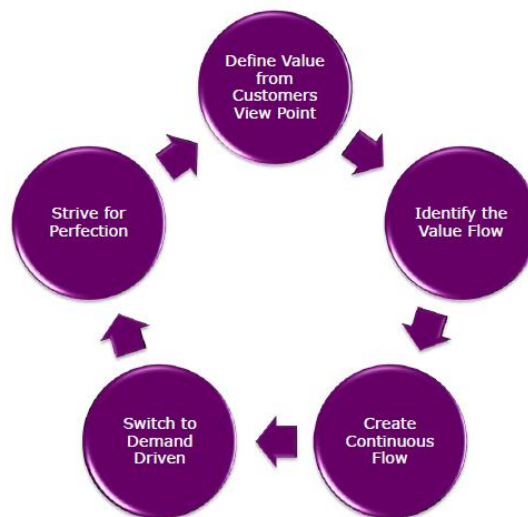 Define Value
from
Customers
View Point
Identify the
Value Flow
Create
Continuous
Flow
Switch to
Demand
Driven
Strive for
Perfection